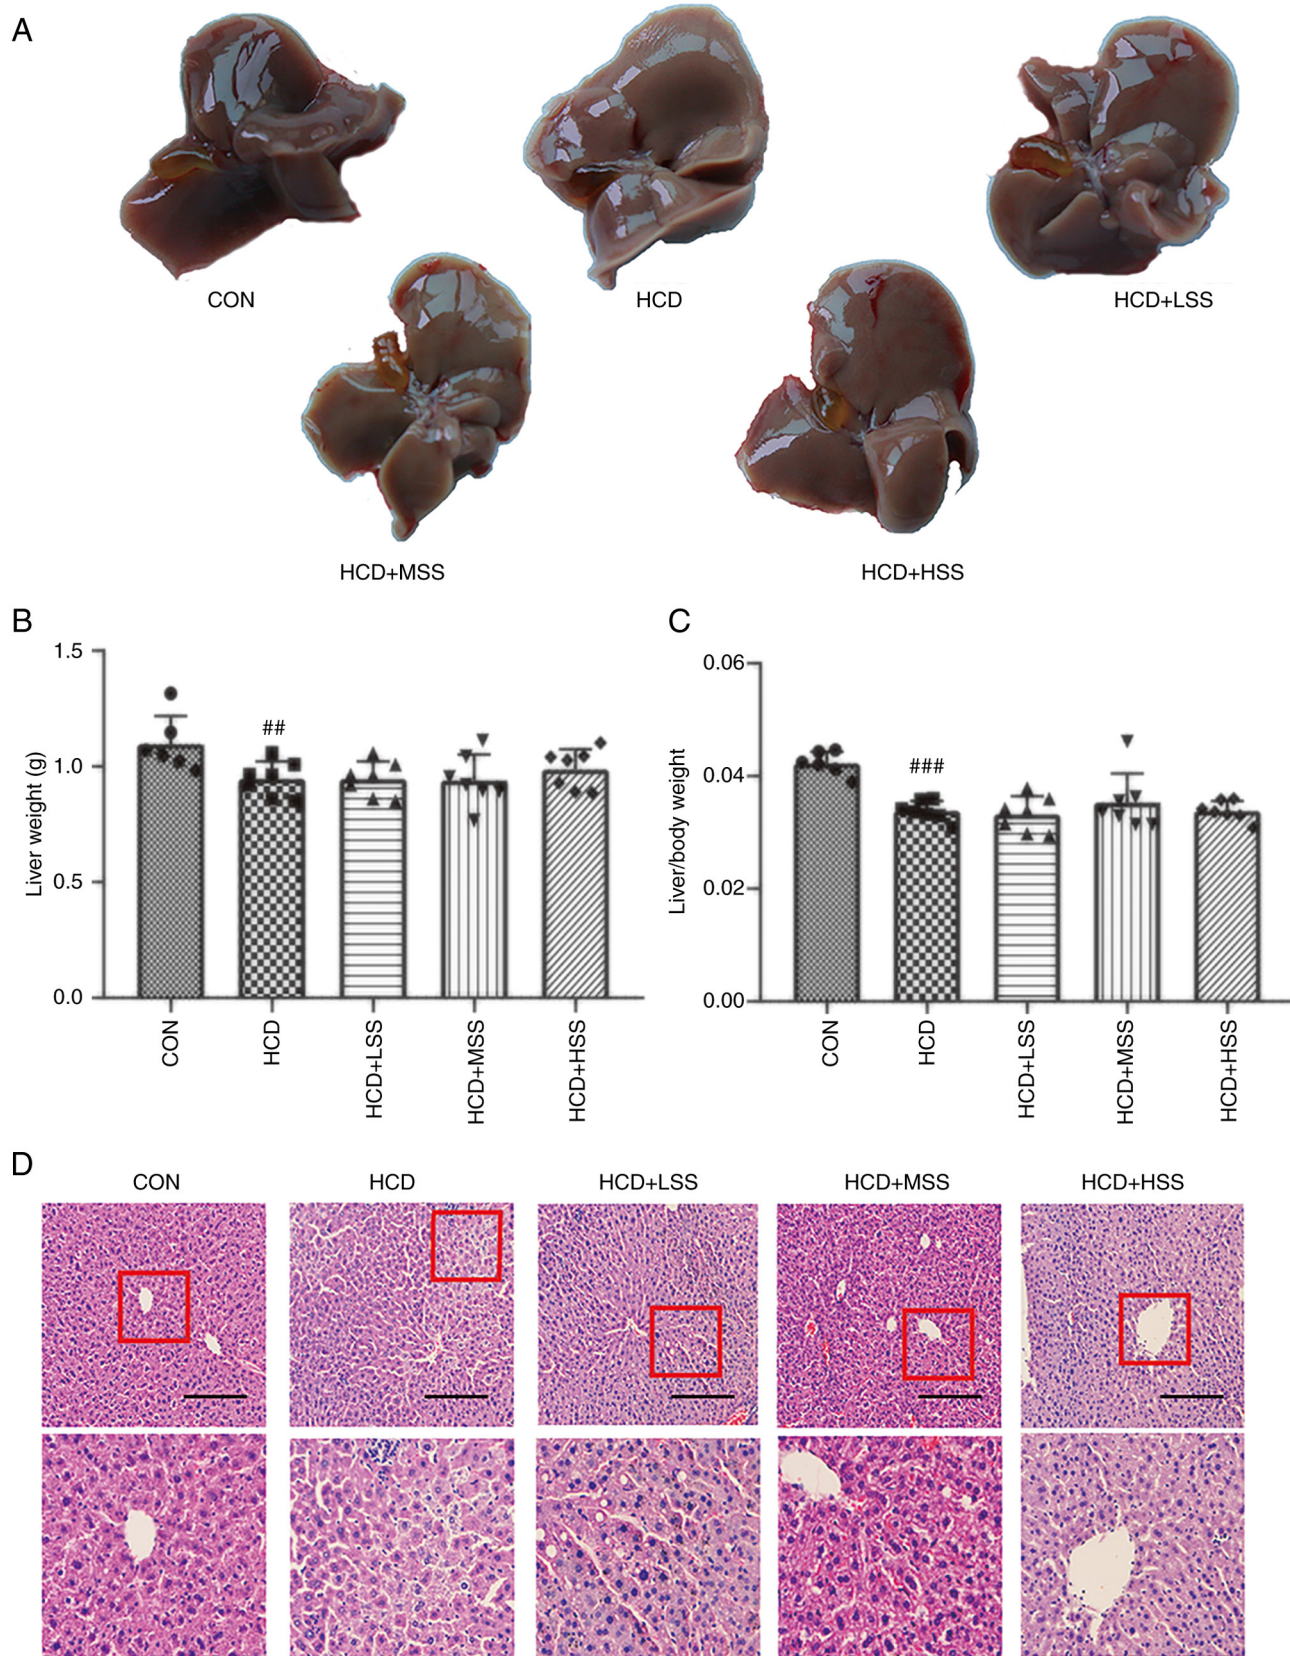 A
CON
HCD
HCD+LSS
HCD+MSS
HCD+HSS
B
Liver weight (g)
1.5
1.0
0.5
0.0
##
CON
HCD
HCD+LSS
HCD+MSS
HCD+HSS
C
Liver/body weight
0.06
0.04
0.02
0.00
###
CON
HCD
HCD+LSS
HCD+MSS
HCD+HSS
D
CON
HCD
HCD+LSS
HCD+MSS
HCD+HSS